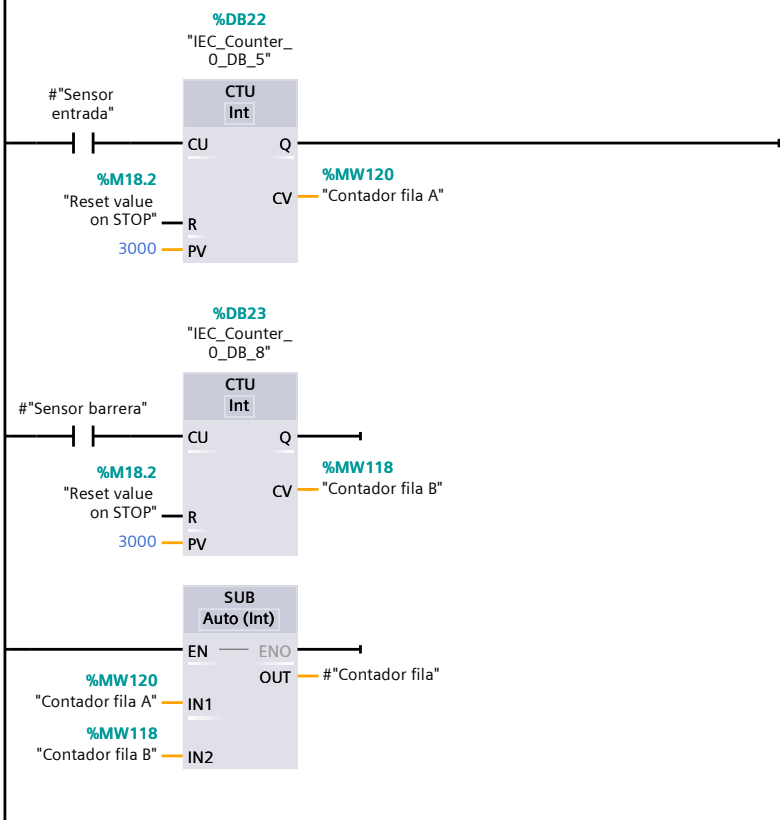 %DB22
"IEC_Counter_
0_DB_5"
CTU
Int
#"Sensor
entrada"
CU
Q
%M18.2
"Reset value
on STOP"
R
%MW120
"Contador fila A"
CV
3000
PV
%DB23
"IEC_Counter_
0_DB_8"
CTU
Int
#"Sensor barrera"
CU
Q
%M18.2
"Reset value
on STOP"
R
%MW118
"Contador fila B"
CV
3000
PV
SUB
Auto (Int)
EN
ENO
OUT
#"Contador fila"
%MW120
"Contador fila A"
IN1
%MW118
"Contador fila B"
IN2